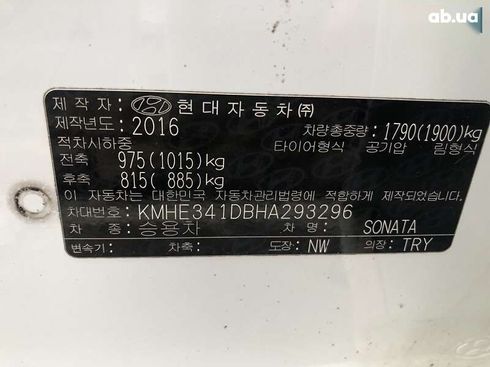 ab.ua
제 작 자 : 현대자동차㈜
제작년도: 2016 차량총중량: 1790(1900)kg
적차시하중 타이어형식 공기압 림형식
전축 975(1015)kg
후축 815( 885)kg
이 자동차는 대한민국 자동차관리법령에 적합하게 제작되었습니다.
차대번호: KMHE341DBHA293296
차 종: 승용차 차 명: SONATA
변속기: 차축: 도장: NW 의장: TRY